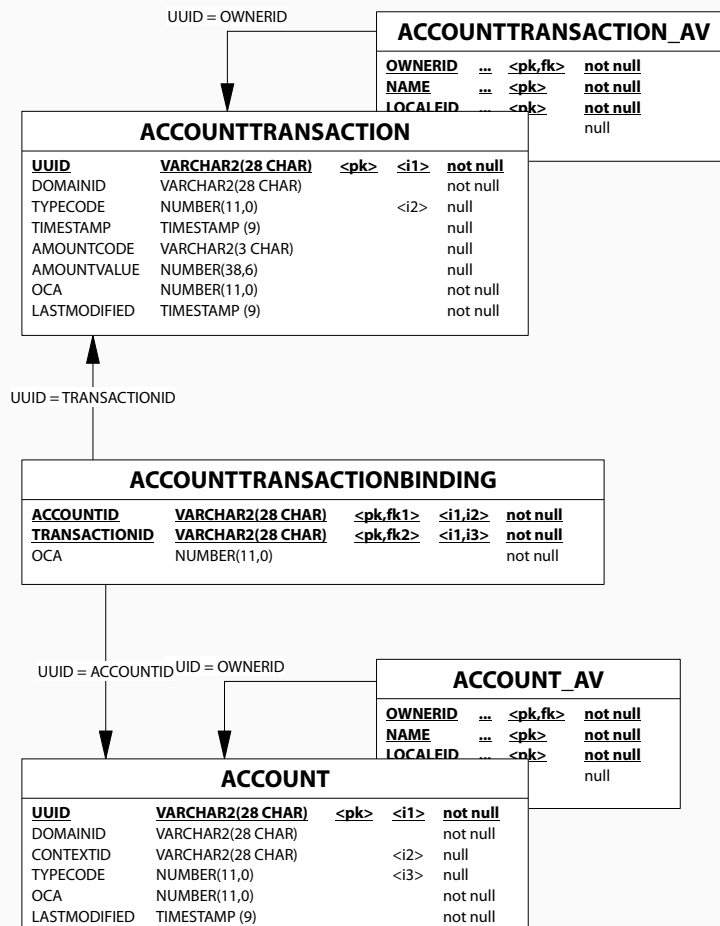 UUID = OWNERID
ACCOUNTTRANSACTION_AV
OWNERID ... <pk,fk> not null
NAME ... <pk> not null
LOCALEID ... <pk> not null
null
ACCOUNTTRANSACTION
UUID VARCHAR2(28 CHAR) <pk> <i1> not null
DOMAINID VARCHAR2(28 CHAR) not null
TYPECODE NUMBER(11,0) <i2> null
TIMESTAMP TIMESTAMP (9) null
AMOUNTCODE VARCHAR2(3 CHAR) null
AMOUNTVALUE NUMBER(38,6) null
OCA NUMBER(11,0) not null
LASTMODIFIED TIMESTAMP (9) not null
UUID = TRANSACTIONID
ACCOUNTTRANSACTIONBINDING
ACCOUNTID VARCHAR2(28 CHAR) <pk,fk1> <i1,i2> not null
TRANSACTIONID VARCHAR2(28 CHAR) <pk,fk2> <i1,i3> not null
OCA NUMBER(11,0) not null
UUID = ACCOUNTID
UID = OWNERID
ACCOUNT_AV
OWNERID ... <pk,fk> not null
NAME ... <pk> not null
LOCALEID ... <pk> not null
null
ACCOUNT
UUID VARCHAR2(28 CHAR) <pk> <i1> not null
DOMAINID VARCHAR2(28 CHAR) not null
CONTEXTID VARCHAR2(28 CHAR) <i2> null
TYPECODE NUMBER(11,0) <i3> null
OCA NUMBER(11,0) not null
LASTMODIFIED TIMESTAMP (9) not null